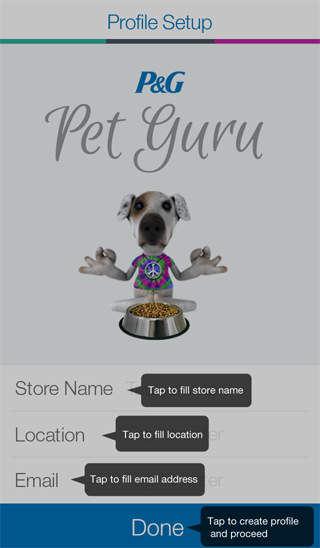 Profile Setup
P&G
Pet Guru
Store Name
Tap to fill store name
Location
Tap to fill location
Email
Tap to fill email address
Done
Tap to create profile
and proceed